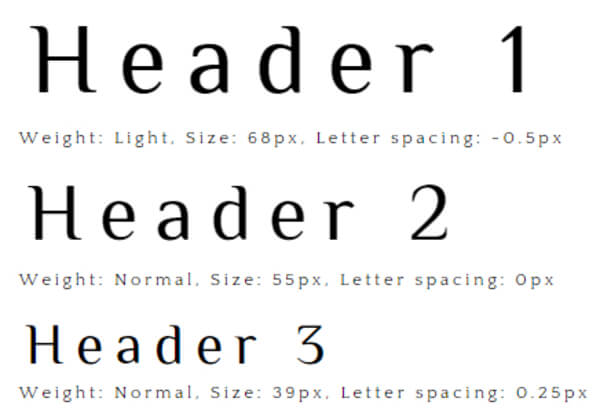 Header 1
Weight: Light, Size: 68px, Letter spacing: -0.5px
Header 2
Weight: Normal, Size: 55px, Letter spacing: 0px
Header 3
Weight: Normal, Size: 39px, Letter spacing: 0.25px